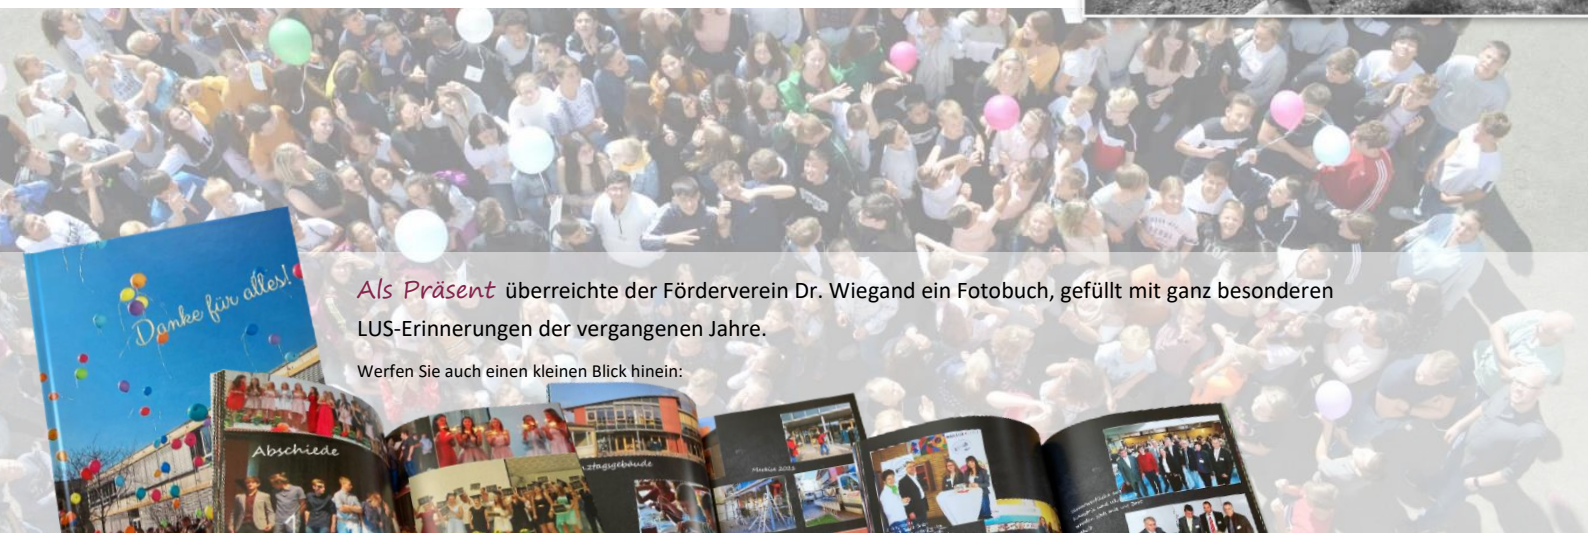 Danke für alles!
Als Präsent überreichte der Förderverein Dr. Wiegand ein Fotobuch, gefüllt mit ganz besonderen
LUS-Erinnerungen der vergangenen Jahre.
Werfen Sie auch einen kleinen Blick hinein:
Abschiede
ztagsgebäude